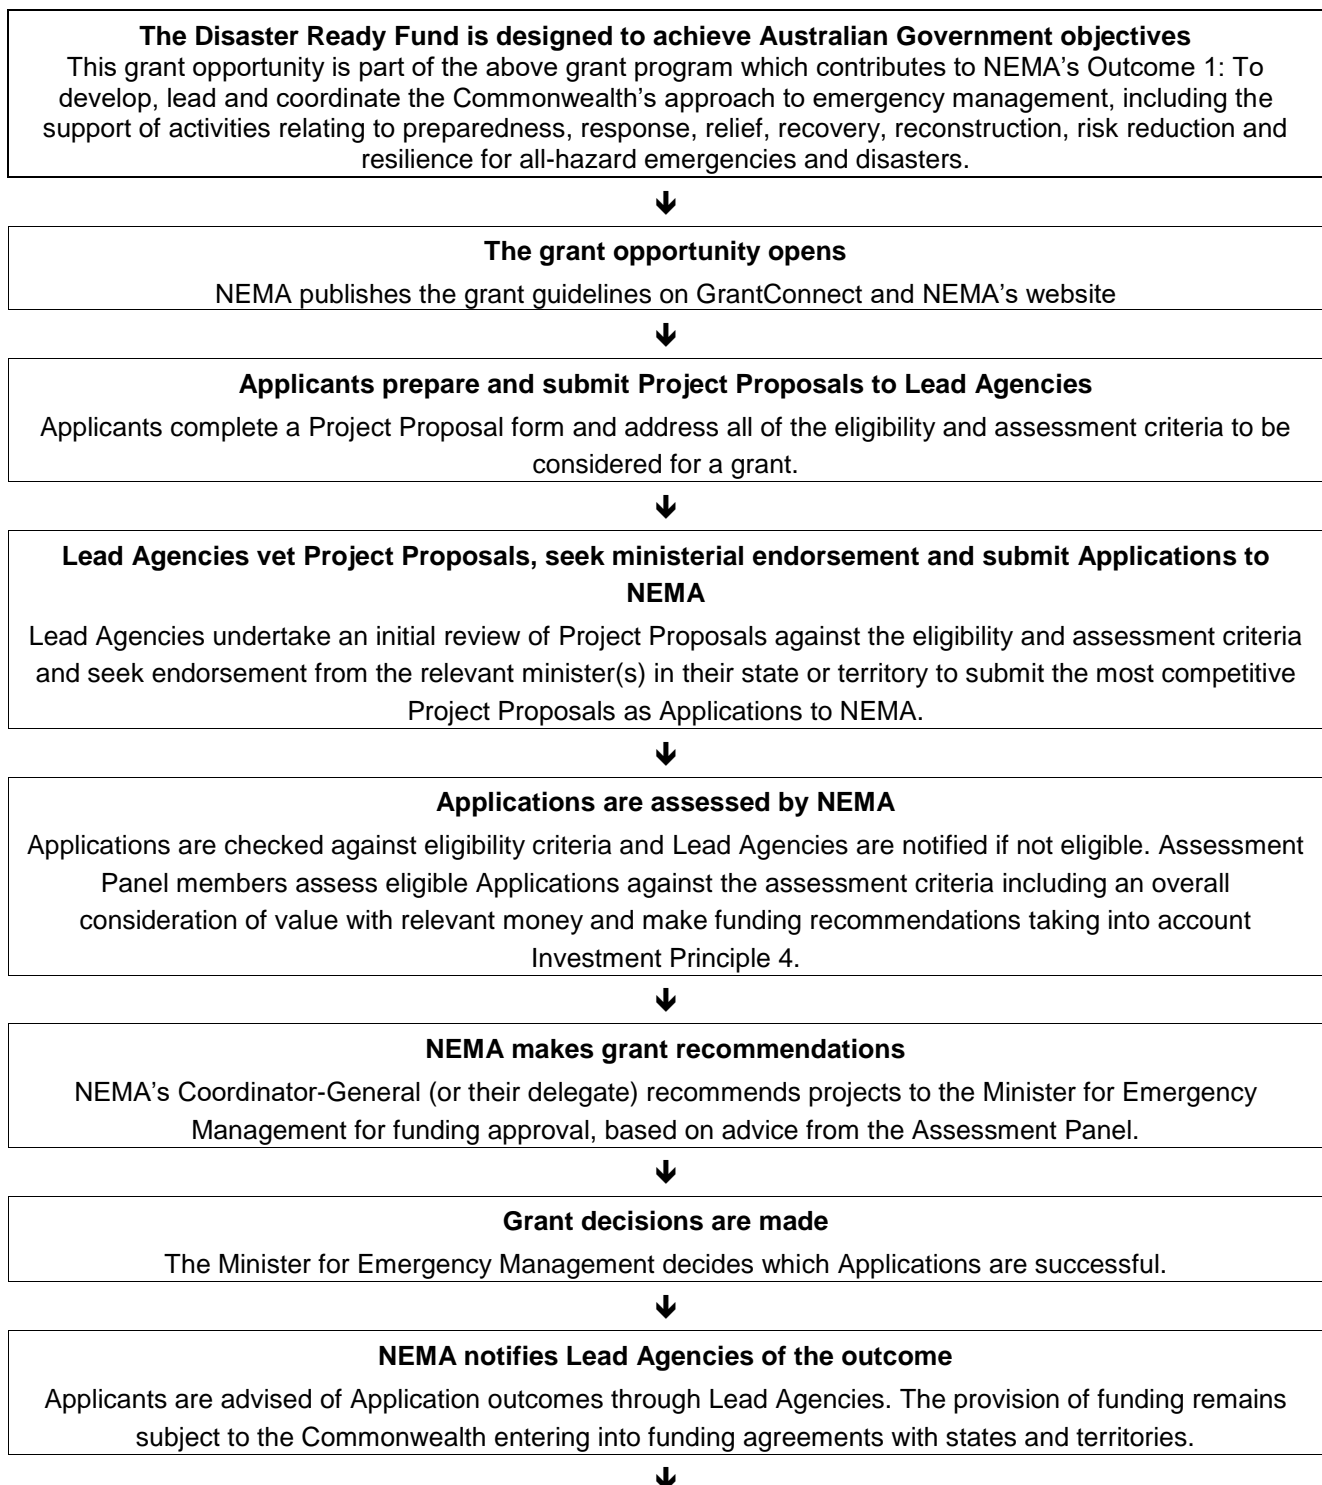 The Disaster Ready Fund is designed to achieve Australian Government objectives
This grant opportunity is part of the above grant program which contributes to NEMA’s Outcome 1: To
develop, lead and coordinate the Commonwealth’s approach to emergency management, including the
support of activities relating to preparedness, response, relief, recovery, reconstruction, risk reduction and
resilience for all-hazard emergencies and disasters.
The grant opportunity opens
NEMA publishes the grant guidelines on GrantConnect and NEMA’s website
Applicants prepare and submit Project Proposals to Lead Agencies
Applicants complete a Project Proposal form and address all of the eligibility and assessment criteria to be
considered for a grant.
Lead Agencies vet Project Proposals, seek ministerial endorsement and submit Applications to
NEMA
Lead Agencies undertake an initial review of Project Proposals against the eligibility and assessment criteria
and seek endorsement from the relevant minister(s) in their state or territory to submit the most competitive
Project Proposals as Applications to NEMA.
Applications are assessed by NEMA
Applications are checked against eligibility criteria and Lead Agencies are notified if not eligible. Assessment
Panel members assess eligible Applications against the assessment criteria including an overall
consideration of value with relevant money and make funding recommendations taking into account
Investment Principle 4.
NEMA makes grant recommendations
NEMA’s Coordinator-General (or their delegate) recommends projects to the Minister for Emergency
Management for funding approval, based on advice from the Assessment Panel.
Grant decisions are made
The Minister for Emergency Management decides which Applications are successful.
NEMA notifies Lead Agencies of the outcome
Applicants are advised of Application outcomes through Lead Agencies. The provision of funding remains
subject to the Commonwealth entering into funding agreements with states and territories.